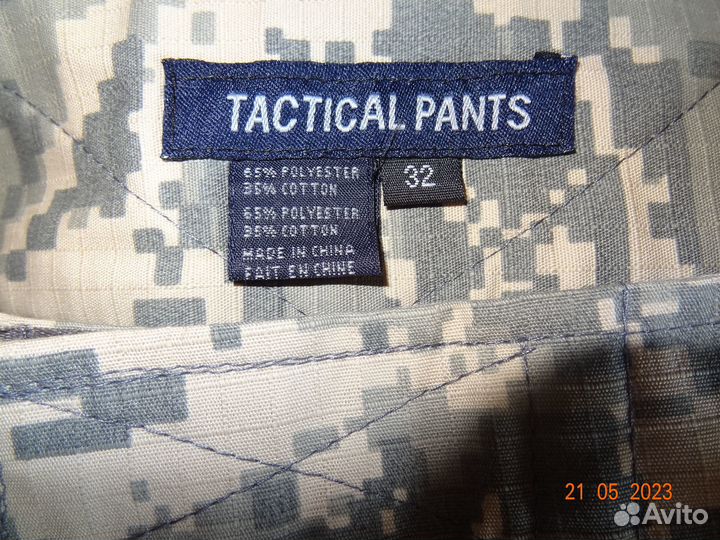 TACTICAL PANTS
65% POLYESTER
35% COTTON
32
65% POLYESTER
35% COTTON
MADE IN CHINA
FAIT EN CHINE
21 05 2023
Avito